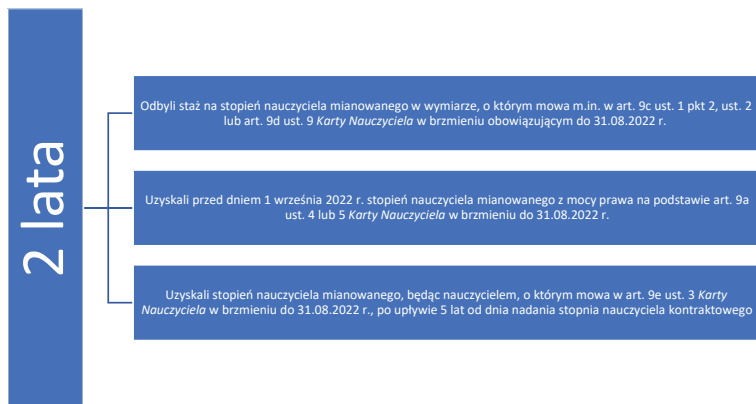 2 lata
Odbyli staż na stopień nauczyciela mianowanego w wymiarze, o którym mowa m.in. w art. 9c ust. 1 pkt 2, ust. 2
lub art. 9d ust. 9 Karty Nauczyciela w brzmieniu obowiązującym do 31.08.2022 r.
Uzyskali przed dniem 1 września 2022 r. stopień nauczyciela mianowanego z mocy prawa na podstawie art. 9a
ust. 4 lub 5 Karty Nauczyciela w brzmieniu do 31.08.2022 r.
Uzyskali stopień nauczyciela mianowanego, będąc nauczycielem, o którym mowa w art. 9e ust. 3 Karty
Nauczyciela w brzmieniu do 31.08.2022 r., po upływie 5 lat od dnia nadania stopnia nauczyciela kontraktowego